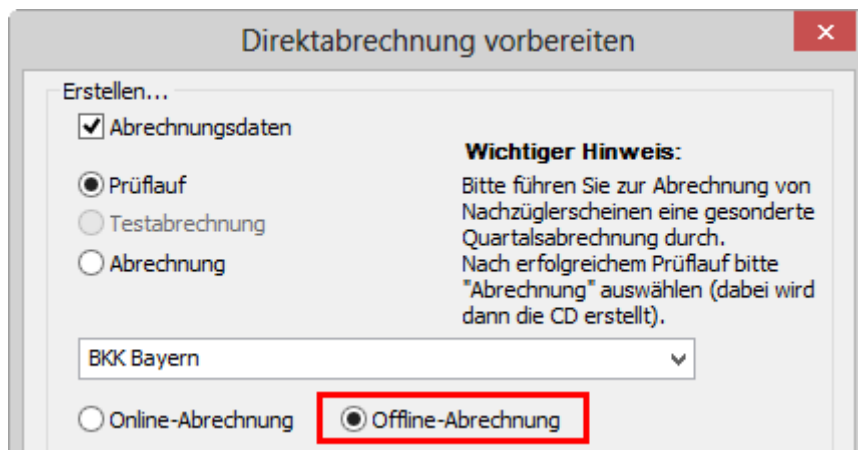 Direktabrechnung vorbereiten
Erstellen...
Abrechnungsdaten
Wichtiger Hinweis:
Prüflauf
Testabrechnung
Abrechnung
Bitte führen Sie zur Abrechnung von
Nachzüglerscheinen eine gesonderte
Quartalsabrechnung durch.
Nach erfolgreichem Prüflauf bitte
"Abrechnung" auswählen (dabei wird
dann die CD erstellt).
BKK Bayern
Online-Abrechnung
Offline-Abrechnung